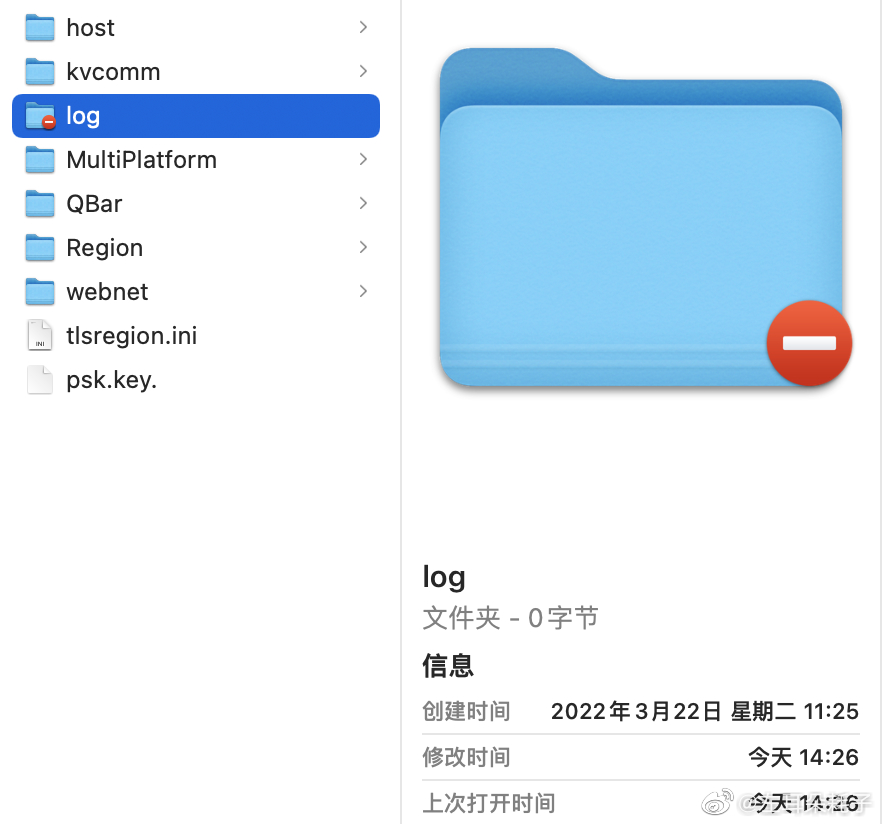 host
kvcomm
log
MultiPlatform
QBar
Region
webnet
INI
tlsregion.ini
psk.key.
log
文件夹 - 0字节
信息
创建时间 2022年3月22日 星期二 11:25
修改时间 今天 14:26
上次打开时间 今天 14:26